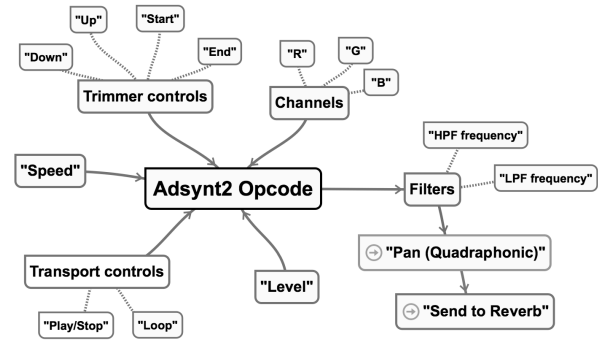 "Up"
"Start"
"Down"
"End"
Trimmer controls
"R"
"G"
"B"
Channels
"HPF frequency"
"LPF frequency"
"Speed"
Adsynt2 Opcode
Filters
"Pan (Quadraphonic)"
Transport controls
"Level"
"Send to Reverb"
"Play/Stop"
"Loop"